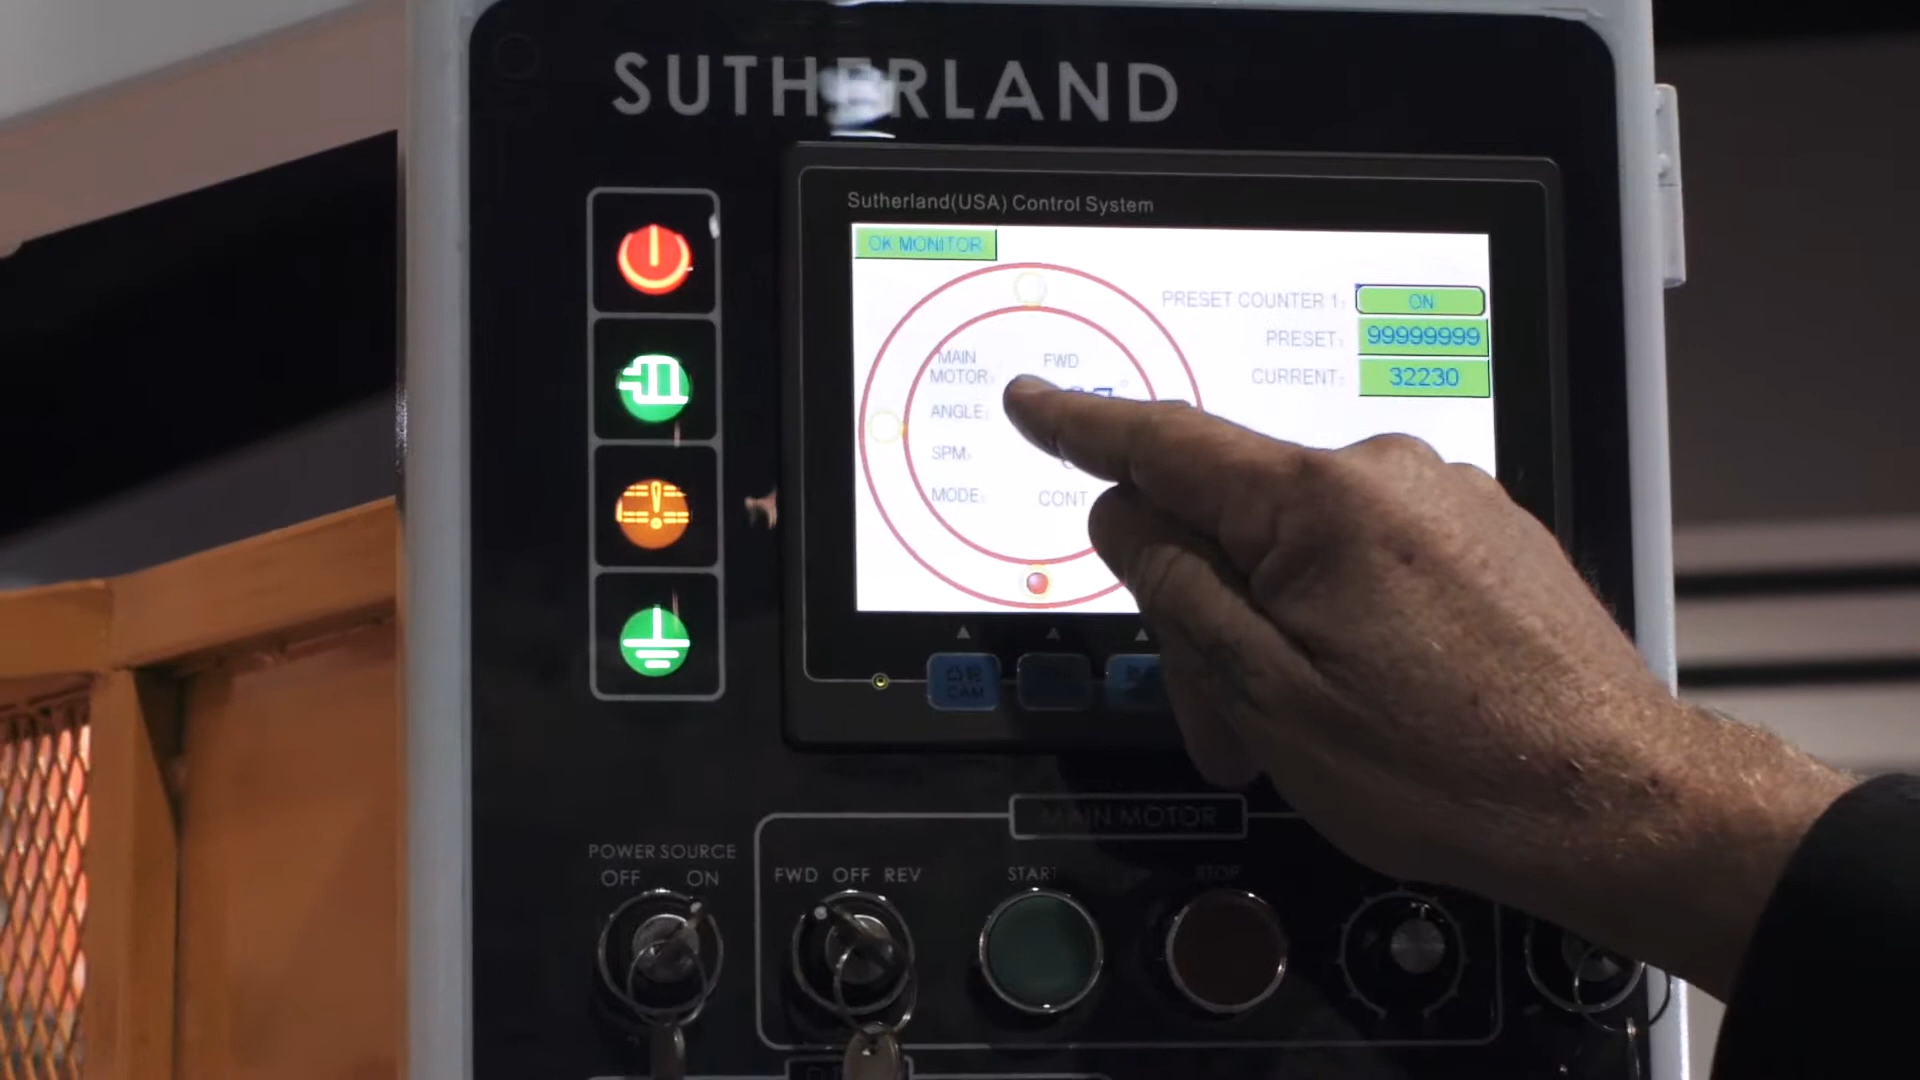 SUTHERLAND
Sutherland(USA) Control System
OK MONITOR
PRESET COUNTER 1: ON
PRESET: 99999999
CURRENT: 32230
MAIN
MOTOR: FWD
ANGLE:
SPM:
MODE: CONT
CAM
MAIN MOTOR
POWER SOURCE
OFF ON
FWD OFF REV
START
STOP